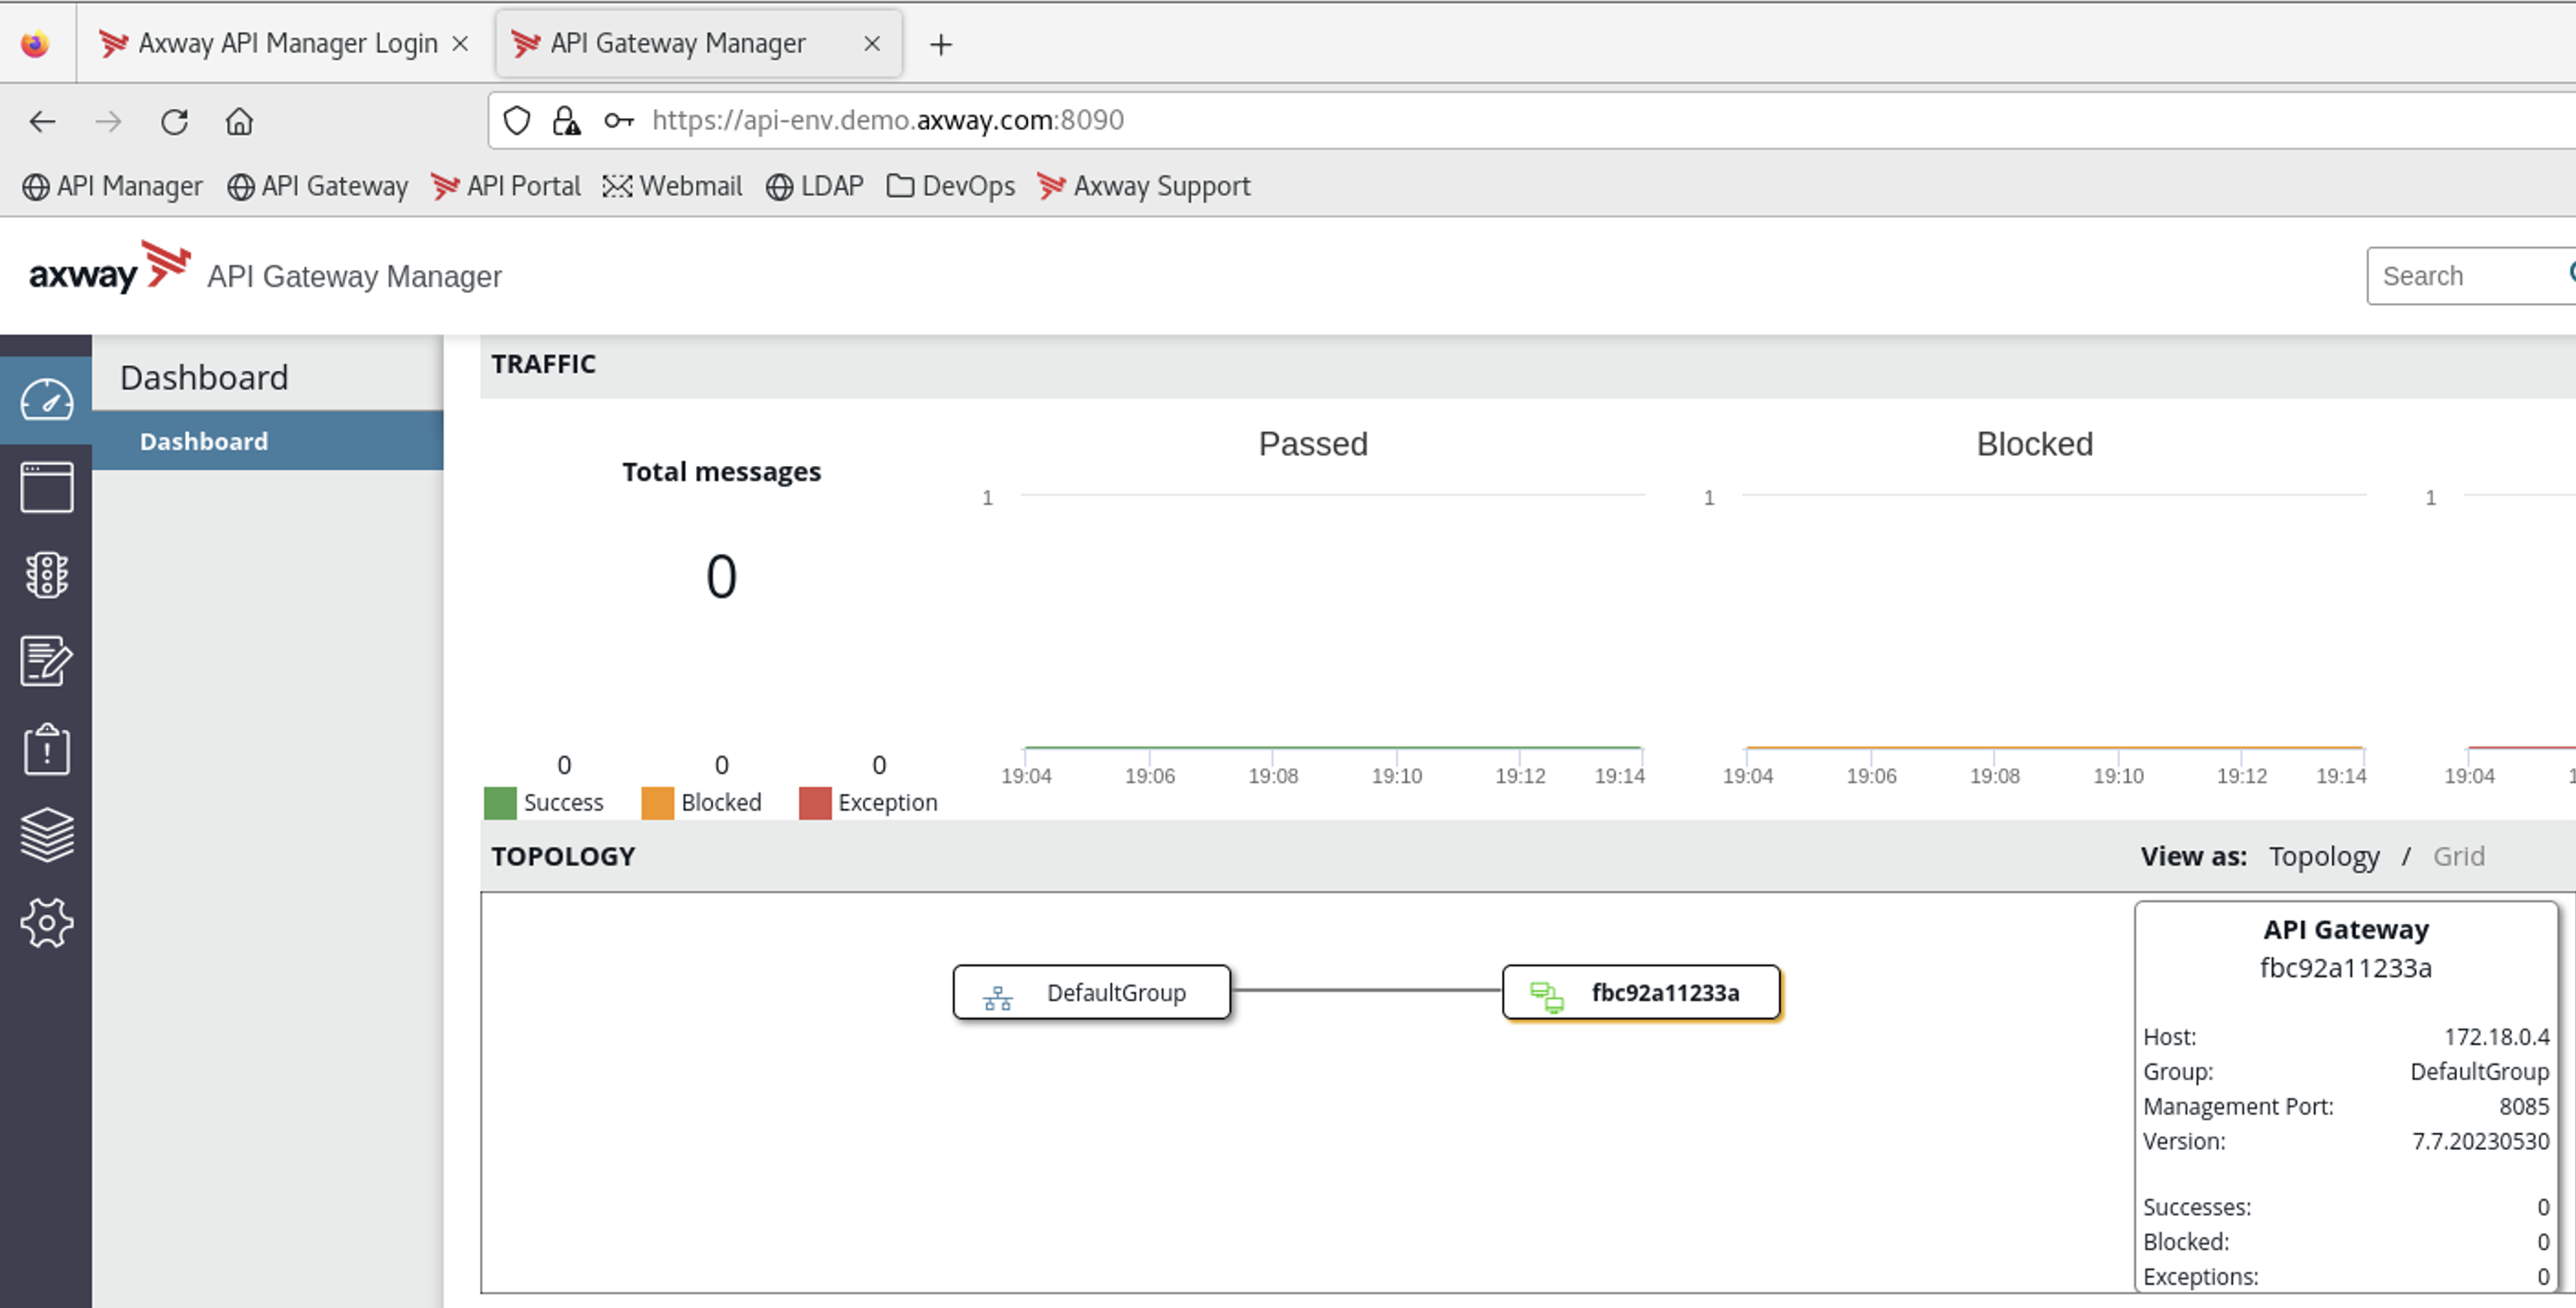 Axway API Manager Login
API Gateway Manager
https://api-env.demo.axway.com:8090
API Manager API Gateway API Portal Webmail LDAP DevOps Axway Support
axway API Gateway Manager
Search
Dashboard
Dashboard
TRAFFIC
Total messages
0
0 0 0
Success Blocked Exception
Passed
1
19:04 19:06 19:08 19:10 19:12 19:14
Blocked
1
19:04 19:06 19:08 19:10 19:12 19:14
1
19:04
TOPOLOGY
View as: Topology / Grid
DefaultGroup
fbc92a11233a
API Gateway
fbc92a11233a
Host: 172.18.0.4
Group: DefaultGroup
Management Port: 8085
Version: 7.7.20230530
Successes: 0
Blocked: 0
Exceptions: 0